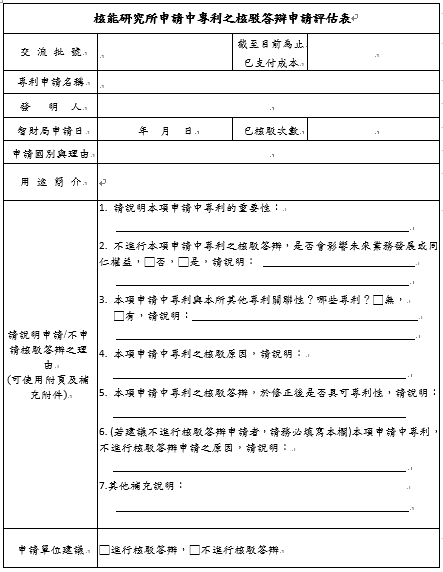 核能研究所申請中專利之核駁答辯申請評估表
交流批號
截至目前為止
已支付成本
專利申請名稱
發明人
智財局申請日
年 月 日
已核駁次數
申請國別與理由
用途簡介
請說明申請/不申
請核駁答辯之理
由
(可使用附頁及補
充附件)
1. 請說明本項申請中專利的重要性：
2. 不進行本項申請中專利之核駁答辯，是否會影響未來業務發展或同
仁權益，□否，□是，請說明：
3. 本項申請中專利與本所其他專利關聯性？哪些專利？□無，
□有，請說明：
4. 本項申請中專利之核駁原因，請說明：
5. 本項申請中專利之核駁答辯，於修正後是否具可專利性，請說明：
6. (若建議不進行核駁答辯申請者，請務必填寫本欄)本項申請中專利，
不進行核駁答辯申請之原因，請說明：
7.其他補充說明：
申請單位建議
□進行核駁答辯，□不進行核駁答辯